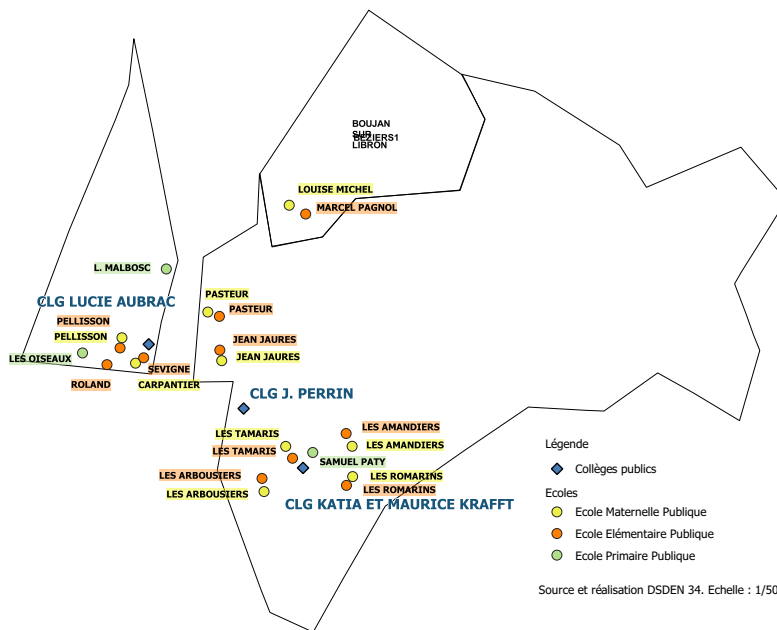 BOUJAN
SUR
BEZIERS1
LIBRON
LOUISE MICHEL
MARCEL PAGNOL
L. MALBOSC
CLG LUCIE AUBRAC
PASTEUR
PASTEUR
PELLISSON
PELLISSON
JEAN JAURES
LES OISEAUX
JEAN JAURES
SEVIGNE
ROLAND
CARPANTIER
CLG J. PERRIN
LES AMANDIERS
LES TAMARIS
LES AMANDIERS
LES TAMARIS
SAMUEL PATY
LES ARBOUSIERS
LES ROMARINS
LES ARBOUSIERS
LES ROMARINS
CLG KATIA ET MAURICE KRAFFT
Légende
Collèges publics
Ecoles
Ecole Maternelle Publique
Ecole Elémentaire Publique
Ecole Primaire Publique
Source et réalisation DSDEN 34. Echelle : 1/50